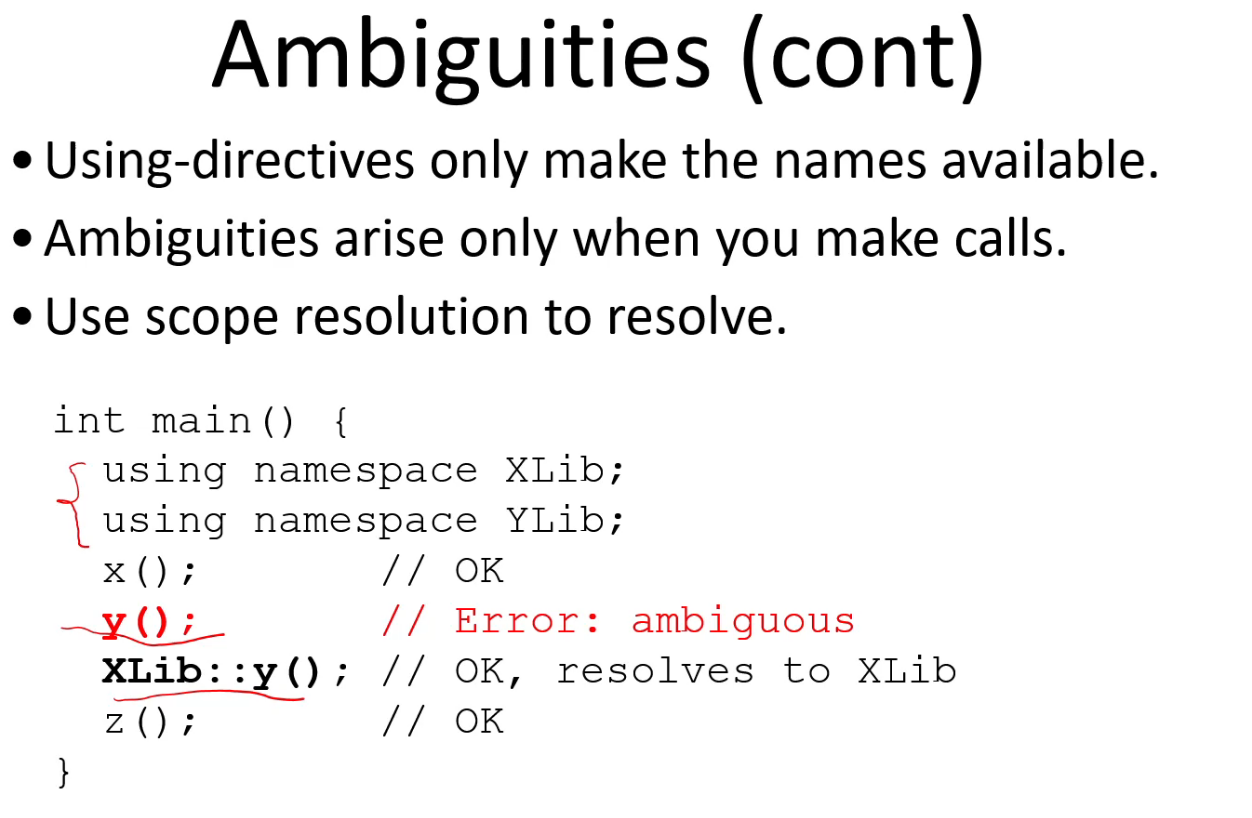 Ambiguities (cont)
• Using-directives only make the names available.
• Ambiguities arise only when you make calls.
• Use scope resolution to resolve.
int main() {
using namespace XLib;
using namespace YLib;
x(); // OK
y(); // Error: ambiguous
XLib::y(); // OK, resolves to XLib
z(); // OK
}